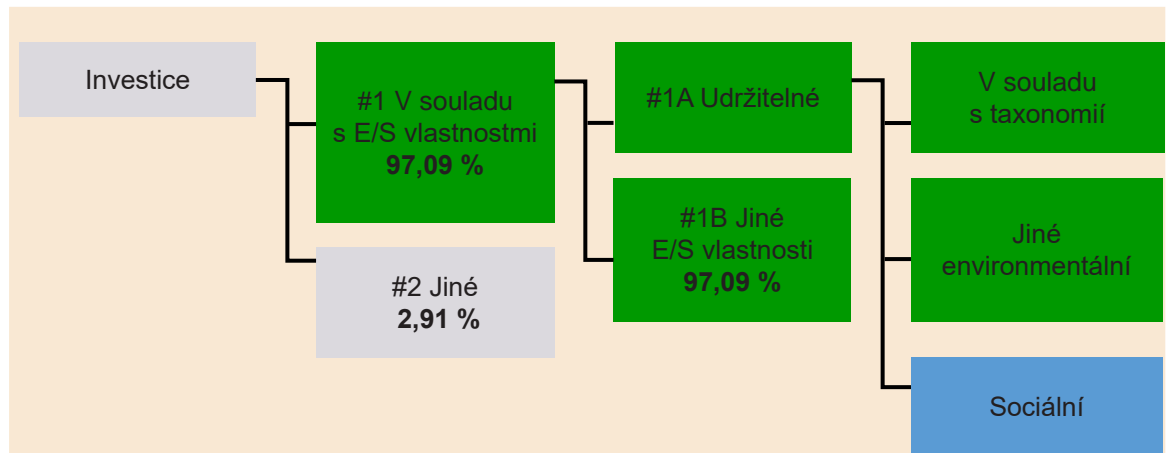 Investice
#1 V souladu
s E/S vlastnostmi
97,09 %
#2 Jiné
2,91 %
#1A Udržitelné
#1B Jiné
E/S vlastnosti
97,09 %
V souladu
s taxonomií
Jiné
environmentální
Sociální